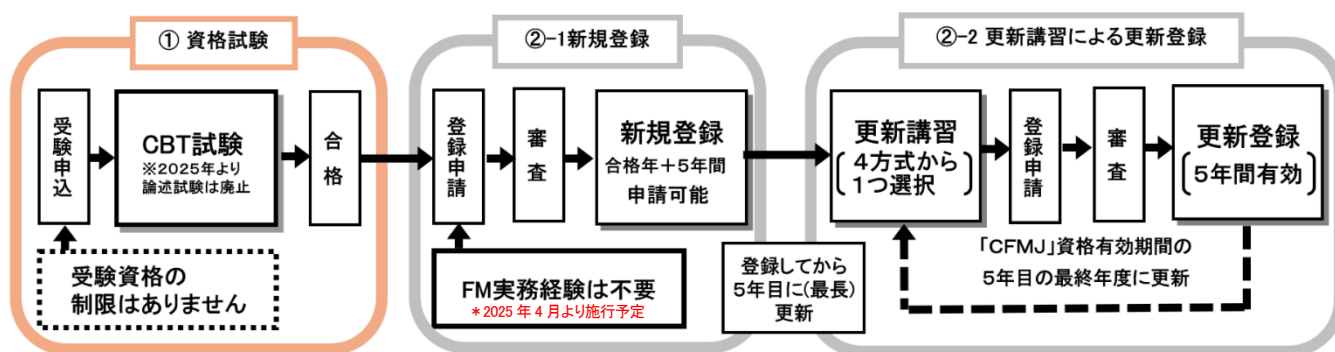 ① 資格試験
受験申込
CBT試験
※2025年より
論述試験は廃止
合格
受験資格の
制限はありません
②-1新規登録
登録申請
審査
新規登録
合格年＋5年間
申請可能
FM実務経験は不要
＊2025年4月より施行予定
登録してから
5年目に(最長)
更新
②-2 更新講習による更新登録
更新講習
4方式から
1つ選択
登録申請
審査
更新登録
5年間有効
「CFMJ」資格有効期間の
5年目の最終年度に更新